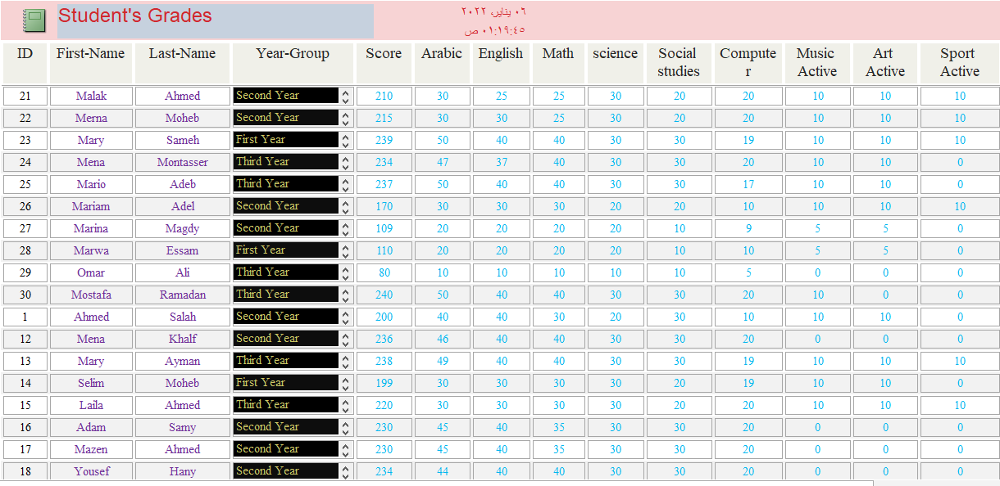 Student's Grades
٠٦ يناير، ٢٠٢٢
٠١:١٩:٤٥ ص
ID First-Name Last-Name Year-Group Score Arabic English Math science Social studies Compute r Music Active Art Active Sport Active
21 Malak Ahmed Second Year 210 30 25 25 30 20 20 10 10 10
22 Merna Moheb Second Year 215 30 30 25 30 20 20 10 10 10
23 Mary Sameh First Year 239 50 40 40 30 30 19 10 10 10
24 Mena Montasser Third Year 234 47 37 40 30 30 20 10 10 0
25 Mario Adeb Third Year 237 50 40 40 30 30 17 10 10 0
26 Mariam Adel Second Year 170 30 30 30 20 20 10 10 10 10
27 Marina Magdy Second Year 109 20 20 20 20 10 9 5 5 0
28 Marwa Essam First Year 110 20 20 20 20 10 10 5 5 0
29 Omar Ali Third Year 80 10 10 10 10 10 5 0 0 0
30 Mostafa Ramadan Third Year 240 50 40 40 30 30 20 10 0 0
1 Ahmed Salah Second Year 200 40 40 30 20 30 10 10 10 0
12 Mena Khalf Second Year 236 46 40 40 30 30 20 0 0 0
13 Mary Ayman Third Year 238 49 40 40 30 30 19 10 10 10
14 Selim Moheb First Year 199 30 30 30 30 20 19 10 10 0
15 Laila Ahmed Third Year 220 30 30 30 30 20 20 10 10 10
16 Adam Samy Second Year 230 45 40 35 30 30 20 0 0 0
17 Mazen Ahmed Second Year 230 45 40 35 30 30 20 0 0 0
18 Yousef Hany Second Year 234 44 40 40 30 30 20 0 0 0